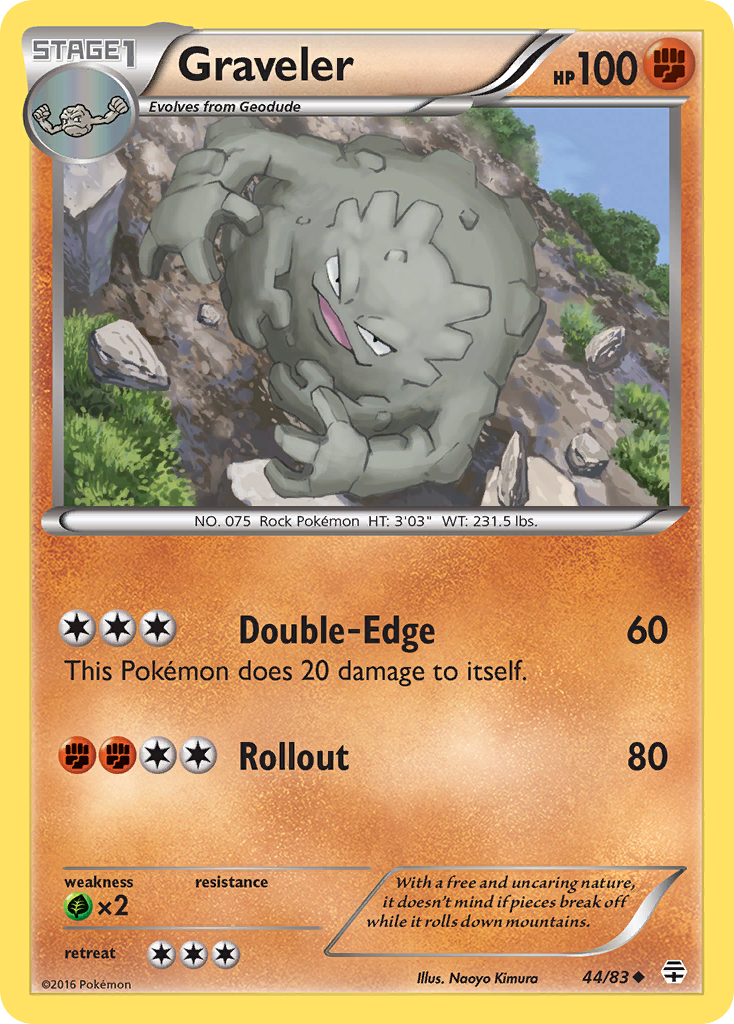 STAGE1
Graveler
HP100
Evolves from Geodude
NO. 075 Rock Pokémon HT: 3'03" WT: 231.5 lbs.
Double-Edge 60
This Pokémon does 20 damage to itself.
Rollout 80
weakness resistance
×2
retreat
With a free and uncaring nature,
it doesn't mind if pieces break off
while it rolls down mountains.
©2016 Pokémon
Illus. Naoyo Kimura
44/83